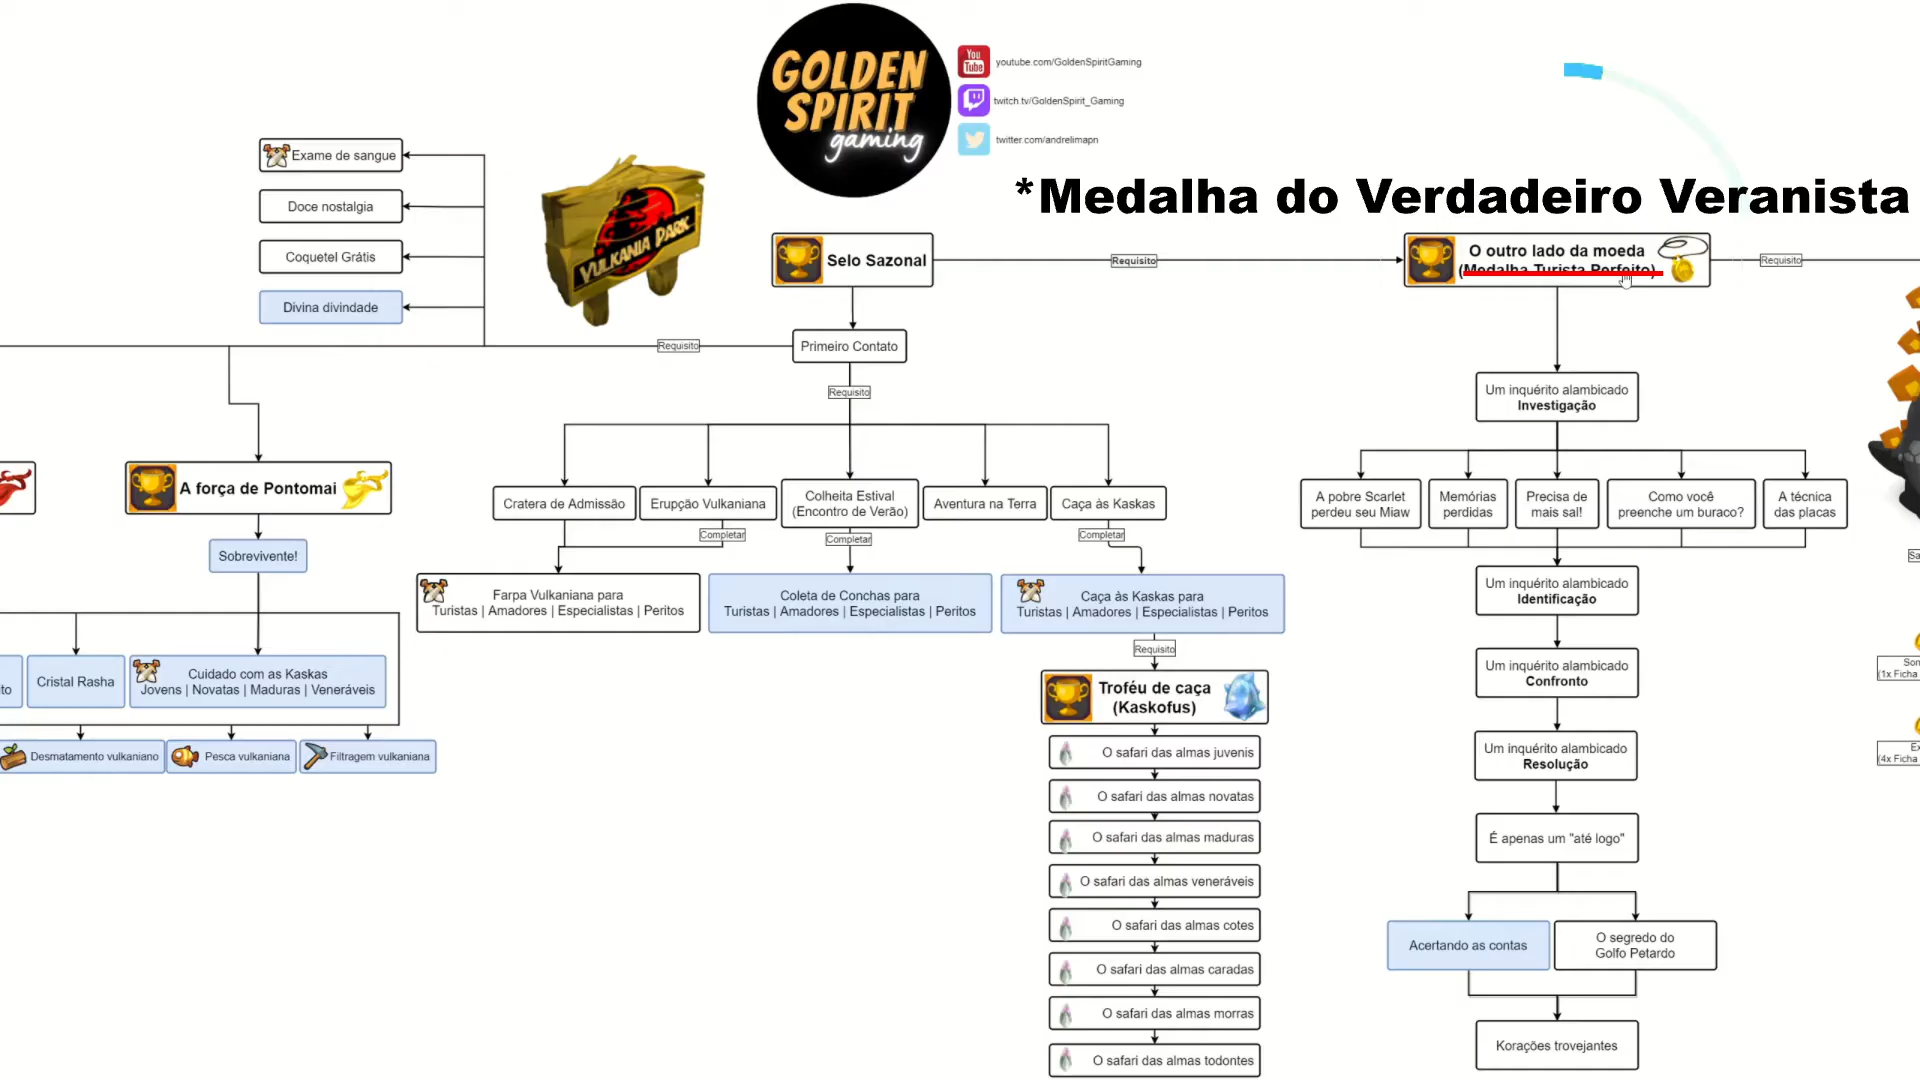 GOLDEN
SPIRIT
gaming
You
Tube
youtube.com/GoldenSpiritGaming
twitch.tv/GoldenSpirit_Gaming
twitter.com/andrelimapn
*Medalha do Verdadeiro Veranista
Exame de sangue
Doce nostalgia
Coquetel Grátis
Divina divindade
VULKANIA PARK
Selo Sazonal
Requisito
O outro lado da moeda
(Medalha Turista Perfeito)
Requisito
Requisito
Primeiro Contato
Requisito
A força de Pontomai
Sobrevivente!
Cristal Rasha
Cuidado com as Kaskas
Jovens | Novatas | Maduras | Veneráveis
Desmatamento vulkaniano
Pesca vulkaniana
Filtragem vulkaniana
Cratera de Admissão
Erupção Vulkaniana
Colheita Estival
(Encontro de Verão)
Aventura na Terra
Caça às Kaskas
Completar
Completar
Completar
Farpa Vulkaniana para
Turistas | Amadores | Especialistas | Peritos
Coleta de Conchas para
Turistas | Amadores | Especialistas | Peritos
Caça às Kaskas para
Turistas | Amadores | Especialistas | Peritos
Requisito
Troféu de caça
(Kaskofus)
O safari das almas juvenis
O safari das almas novatas
O safari das almas maduras
O safari das almas veneráveis
O safari das almas cotes
O safari das almas caradas
O safari das almas morras
O safari das almas todontes
Um inquérito alambicado
Investigação
A pobre Scarlet
perdeu seu Miaw
Memórias
perdidas
Precisa de
mais sal!
Como você
preenche um buraco?
A técnica
das placas
Um inquérito alambicado
Identificação
Um inquérito alambicado
Confronto
Um inquérito alambicado
Resolução
É apenas um "até logo"
Acertando as contas
O segredo do
Golfo Petardo
Korações trovejantes
(1x Ficha
(4x Ficha